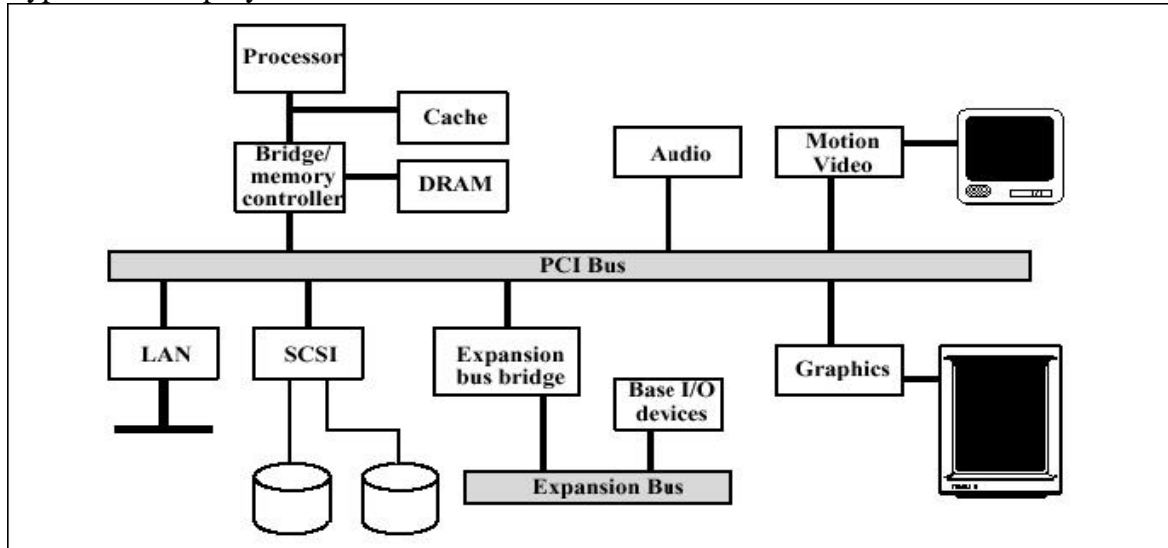 Processor
Cache
Bridge/
memory
controller
DRAM
Audio
Motion
Video
PCI Bus
LAN
SCSI
Expansion
bus bridge
Base I/O
devices
Graphics
Expansion Bus